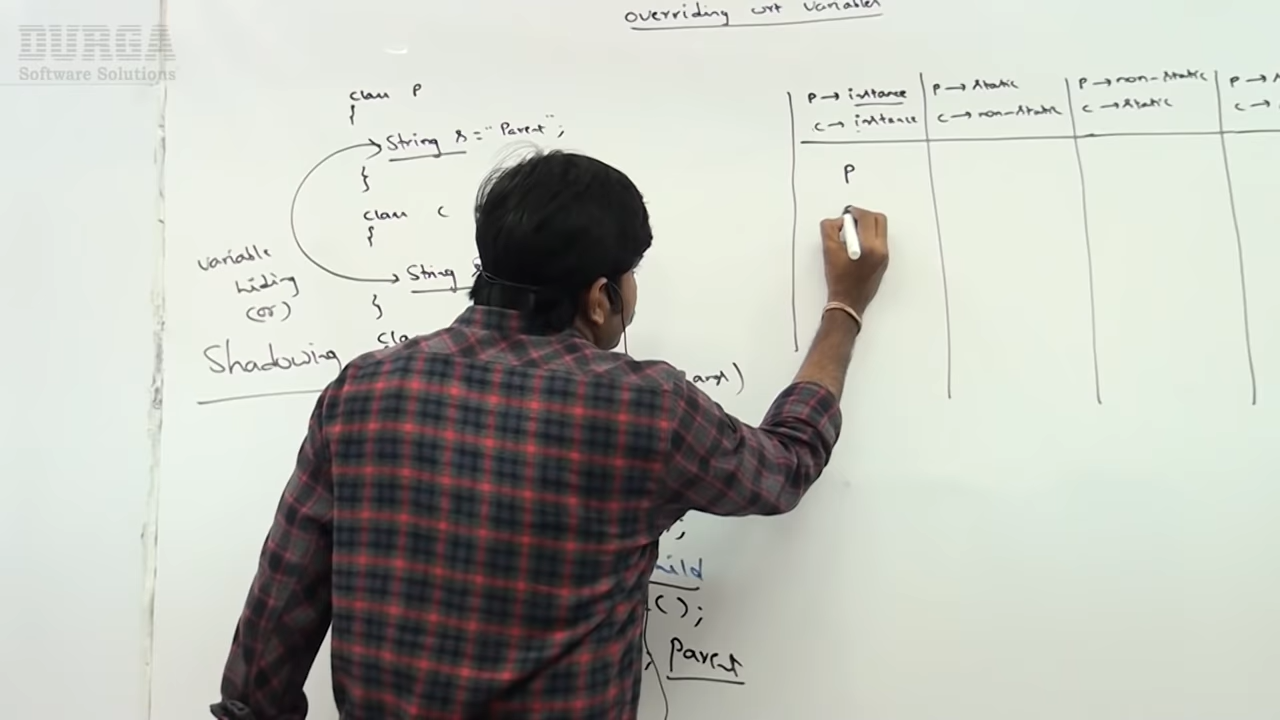 DURGA
Software Solutions
overriding wrt variables
class P
{
String s = "Parent";
}
class C
{
String
}
variable
hiding
(or)
Shadowing
Parent
P → instance
C → instance
P
P → static
C → non-static
P → non-static
C → static
P →
C →